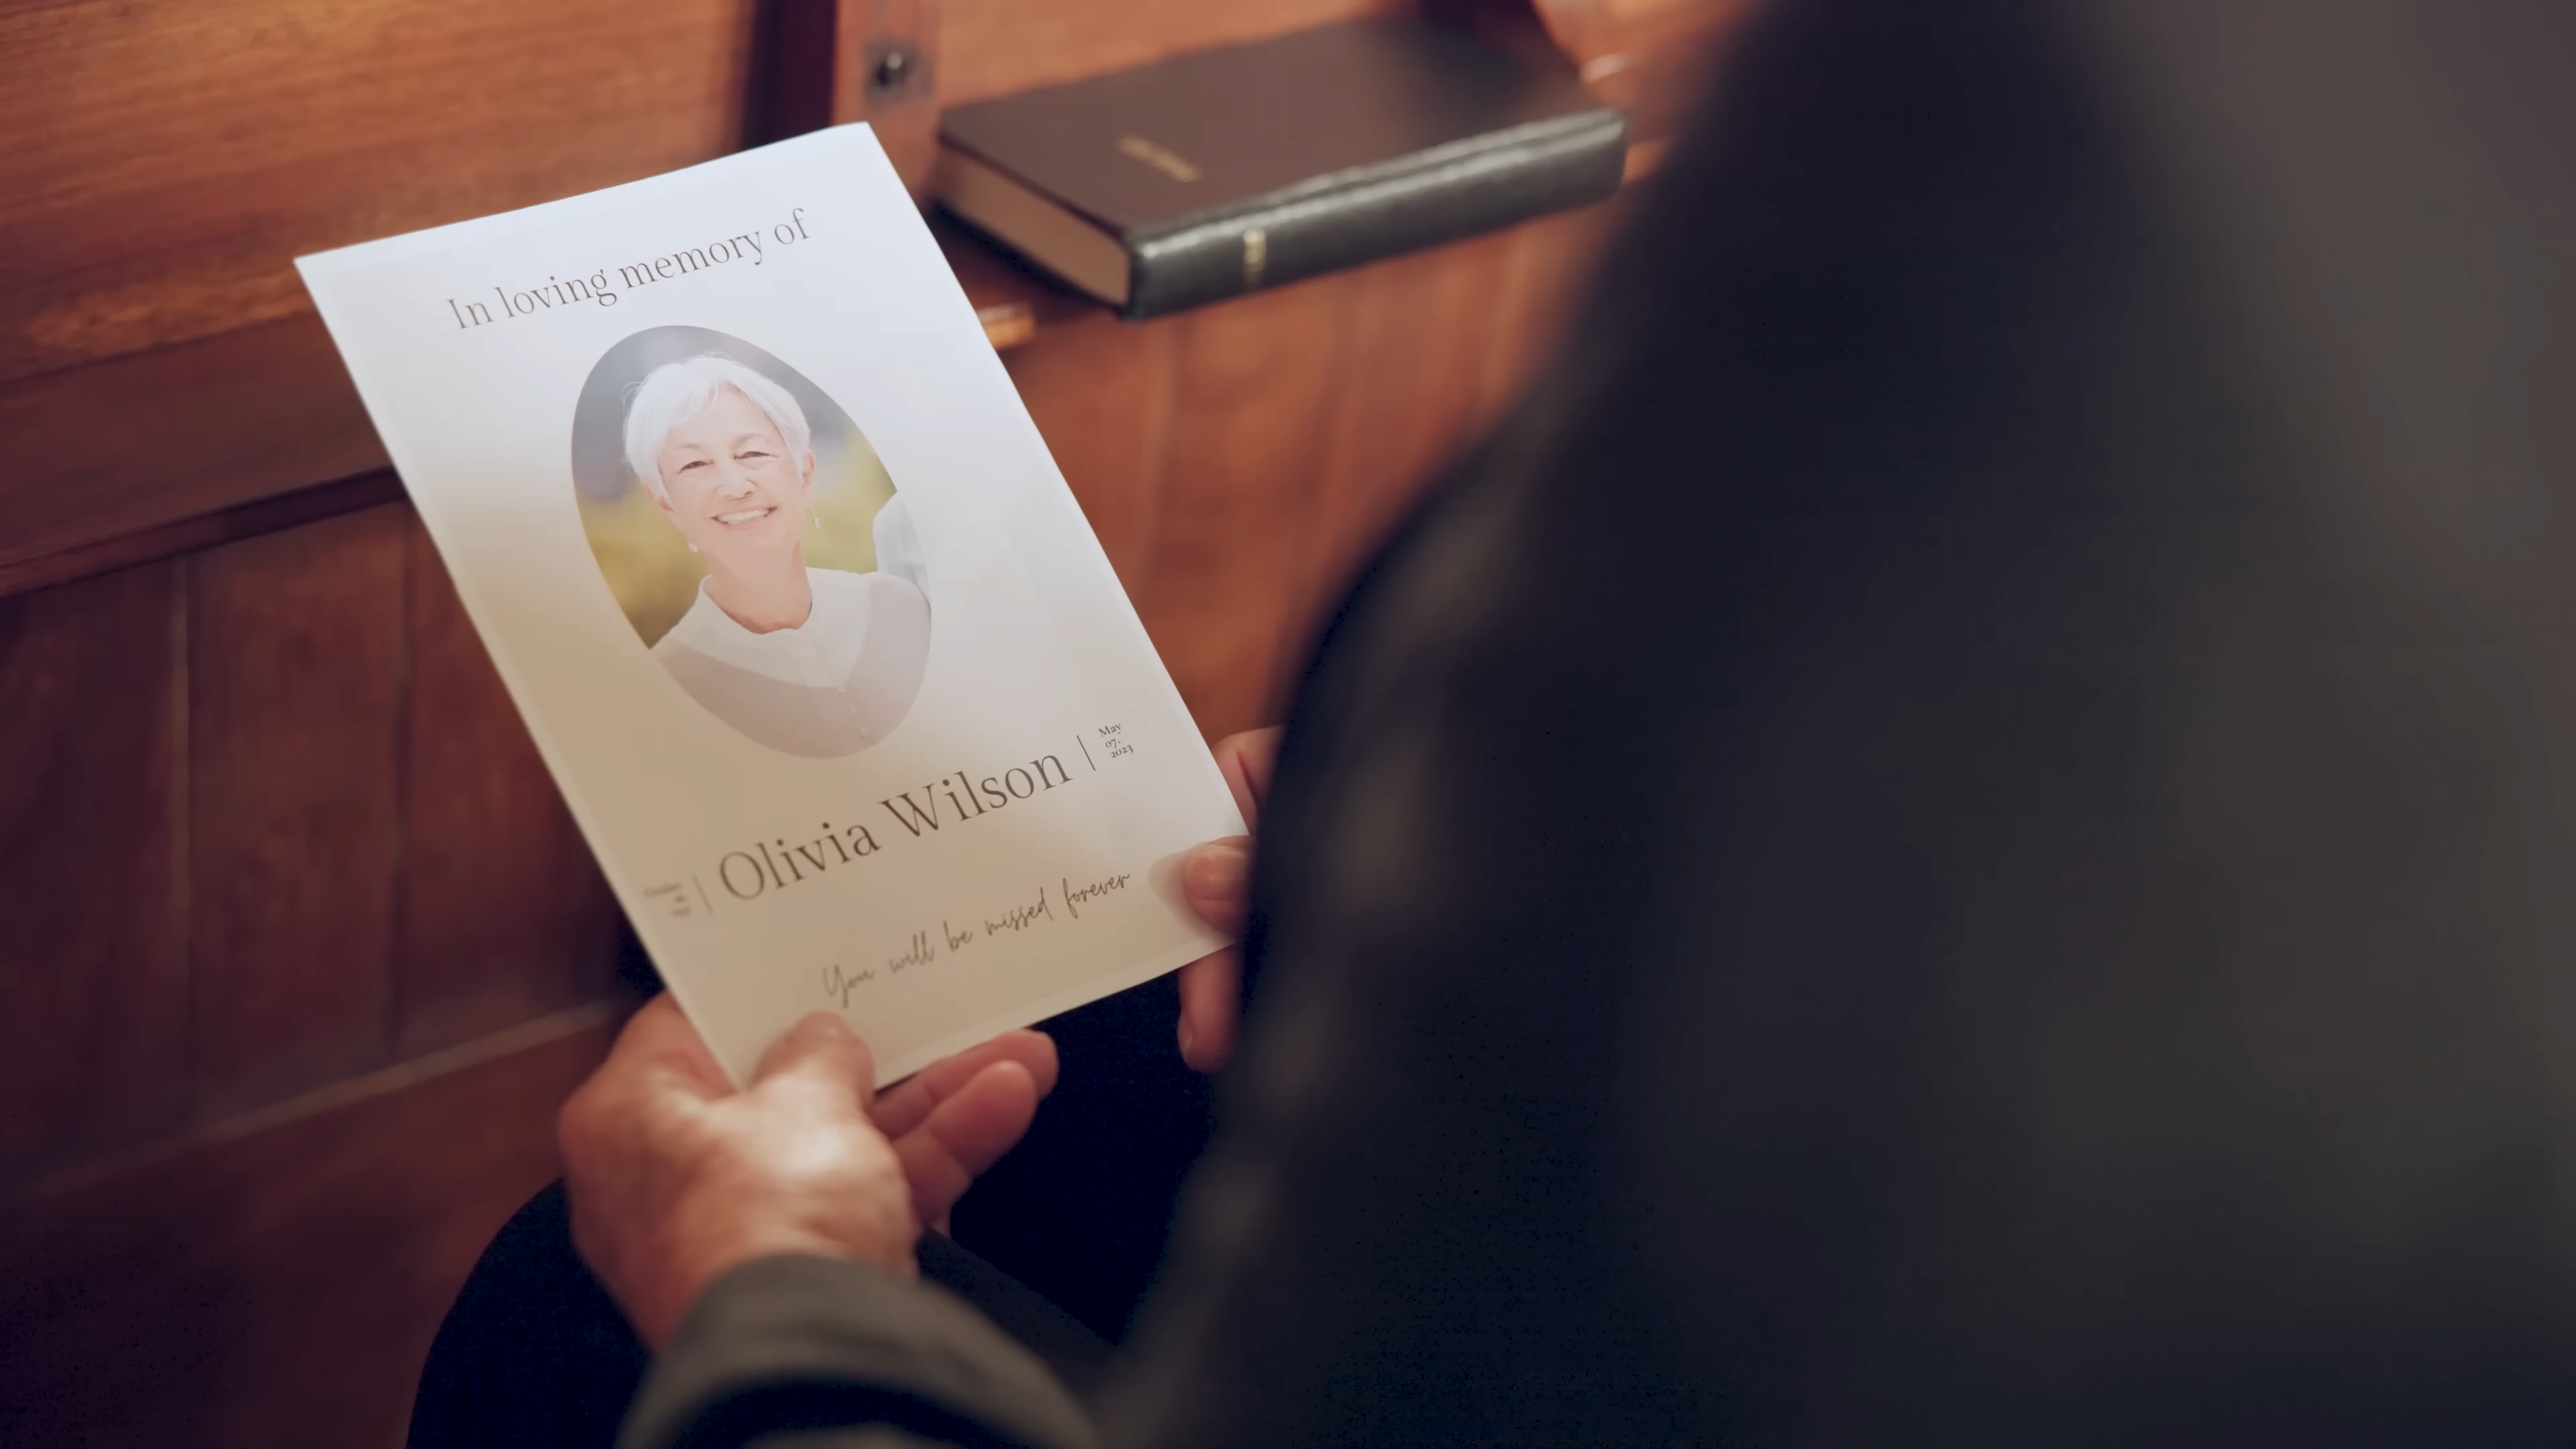 In loving memory of
Olivia Wilson
May
07,
2023
You will be missed forever